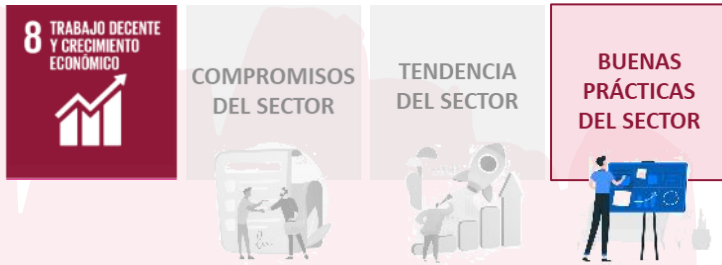 8 TRABAJO DECENTE
Y CRECIMIENTO
ECONÓMICO
COMPROMISOS
DEL SECTOR
TENDENCIA
DEL SECTOR
BUENAS
PRÁCTICAS
DEL SECTOR